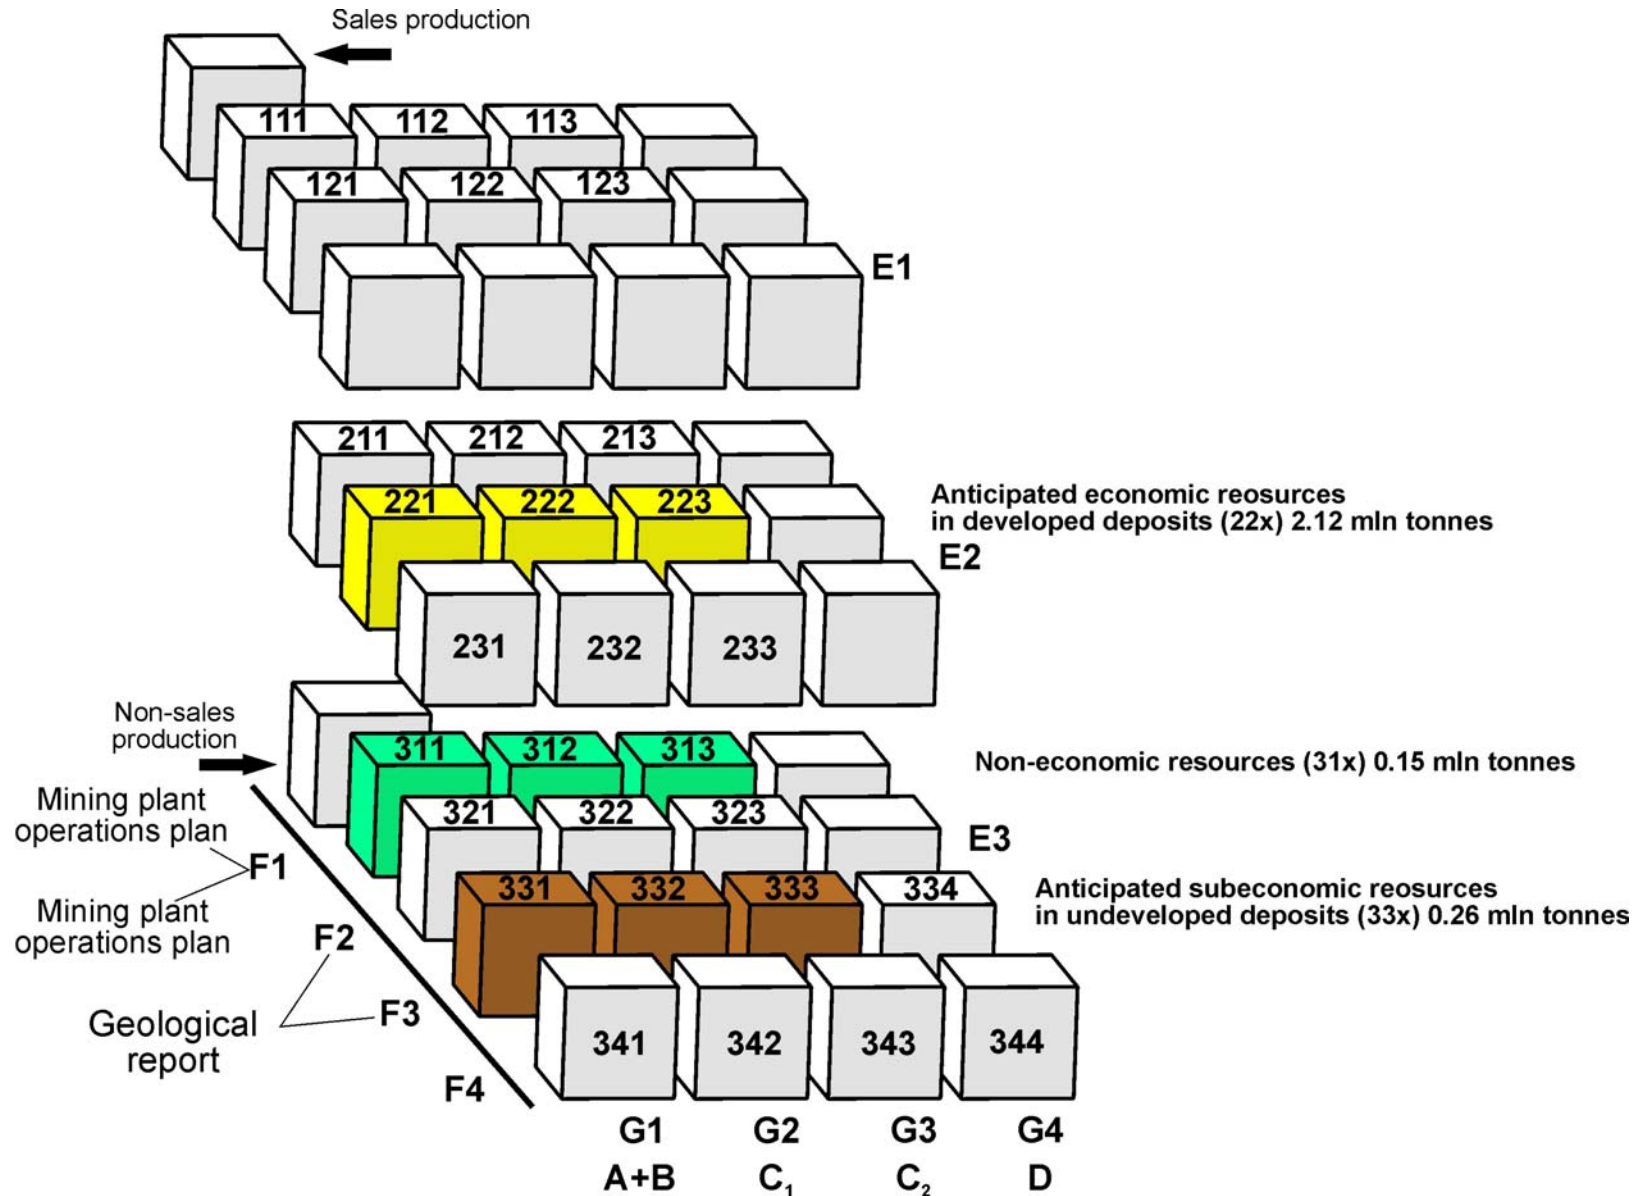 Sales production
111 112 113
121 122 123
E1
211 212 213
221 222 223
Anticipated economic reosurces
in developed deposits (22x) 2.12 mln tonnes
E2
231 232 233
Non-sales
production
311 312 313
Non-economic resources (31x) 0.15 mln tonnes
Mining plant
operations plan
321 322 323
E3
F1
331 332 333 334
Anticipated subeconomic reosurces
in undeveloped deposits (33x) 0.26 mln tonnes
Mining plant
operations plan
F2
F3
Geological
report
341 342 343 344
F4
G1 G2 G3 G4
A+B C₁ C₂ D